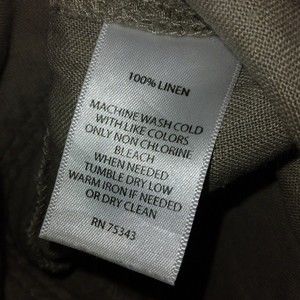 100% LINEN
MACHINE WASH COLD
WITH LIKE COLORS
ONLY NON CHLORINE
BLEACH
WHEN NEEDED
TUMBLE DRY LOW
WARM IRON IF NEEDED
OR DRY CLEAN
RN 75343